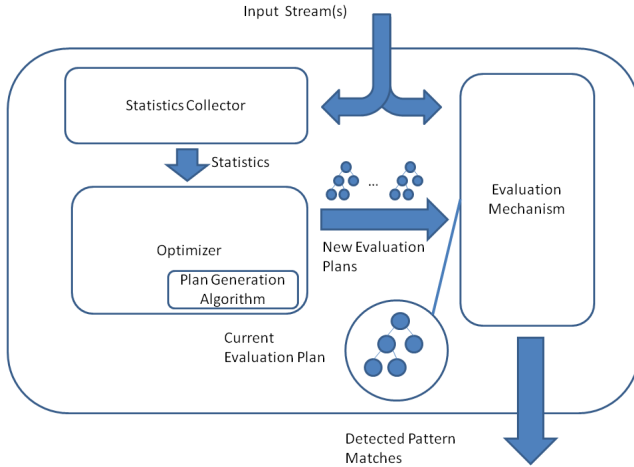 Input Stream(s)
Statistics Collector
Statistics
...
Evaluation
Mechanism
Optimizer
New Evaluation
Plans
Plan Generation
Algorithm
Current
Evaluation Plan
Detected Pattern
Matches